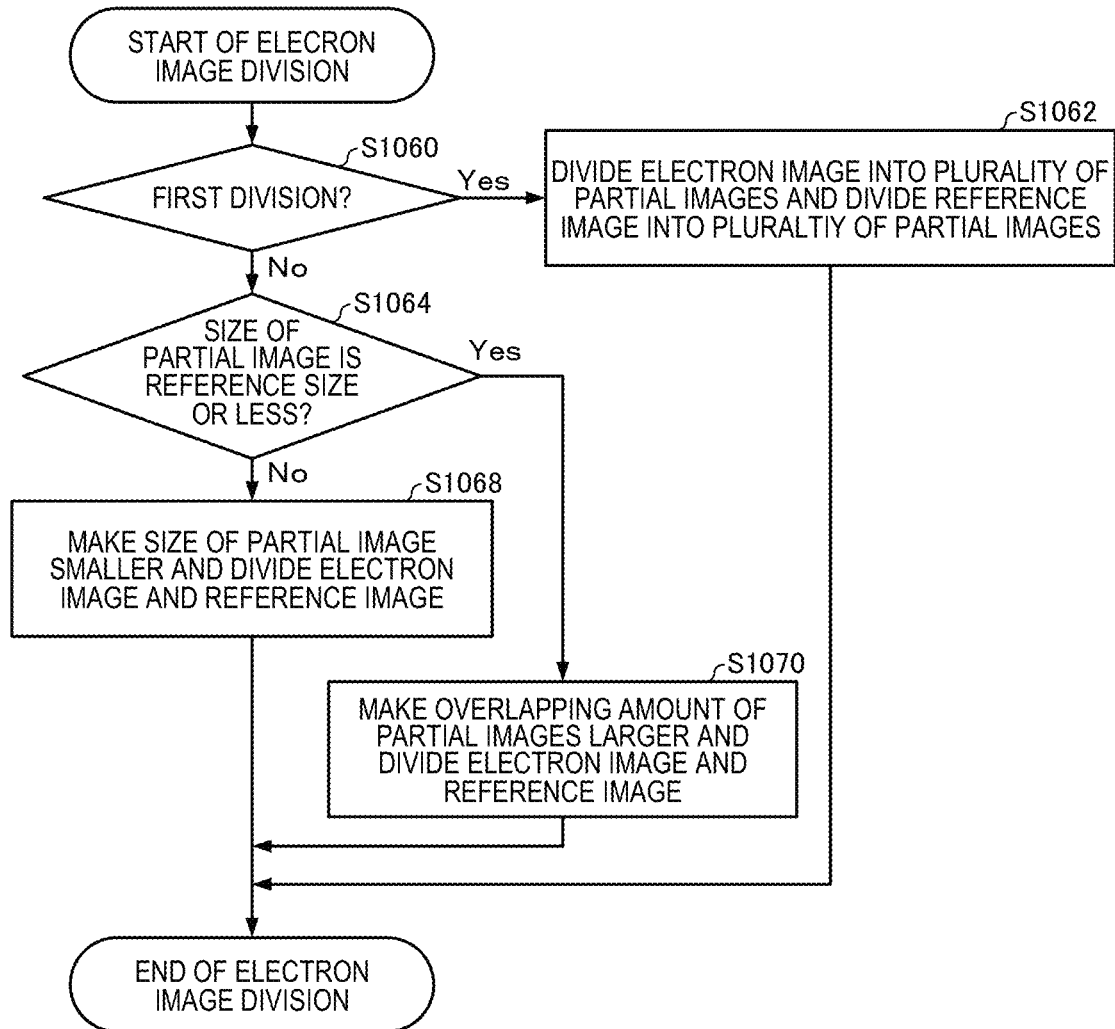 START OF ELECRON
IMAGE DIVISION
S1060
FIRST DIVISION?
Yes
S1062
DIVIDE ELECTRON IMAGE INTO PLURALITY OF
PARTIAL IMAGES AND DIVIDE REFERENCE
IMAGE INTO PLURALTIY OF PARTIAL IMAGES
No
S1064
SIZE OF
PARTIAL IMAGE IS
REFERENCE SIZE
OR LESS?
Yes
No
S1068
MAKE SIZE OF PARTIAL IMAGE
SMALLER AND DIVIDE ELECTRON
IMAGE AND REFERENCE IMAGE
S1070
MAKE OVERLAPPING AMOUNT OF
PARTIAL IMAGES LARGER AND
DIVIDE ELECTRON IMAGE AND
REFERENCE IMAGE
END OF ELECTRON
IMAGE DIVISION